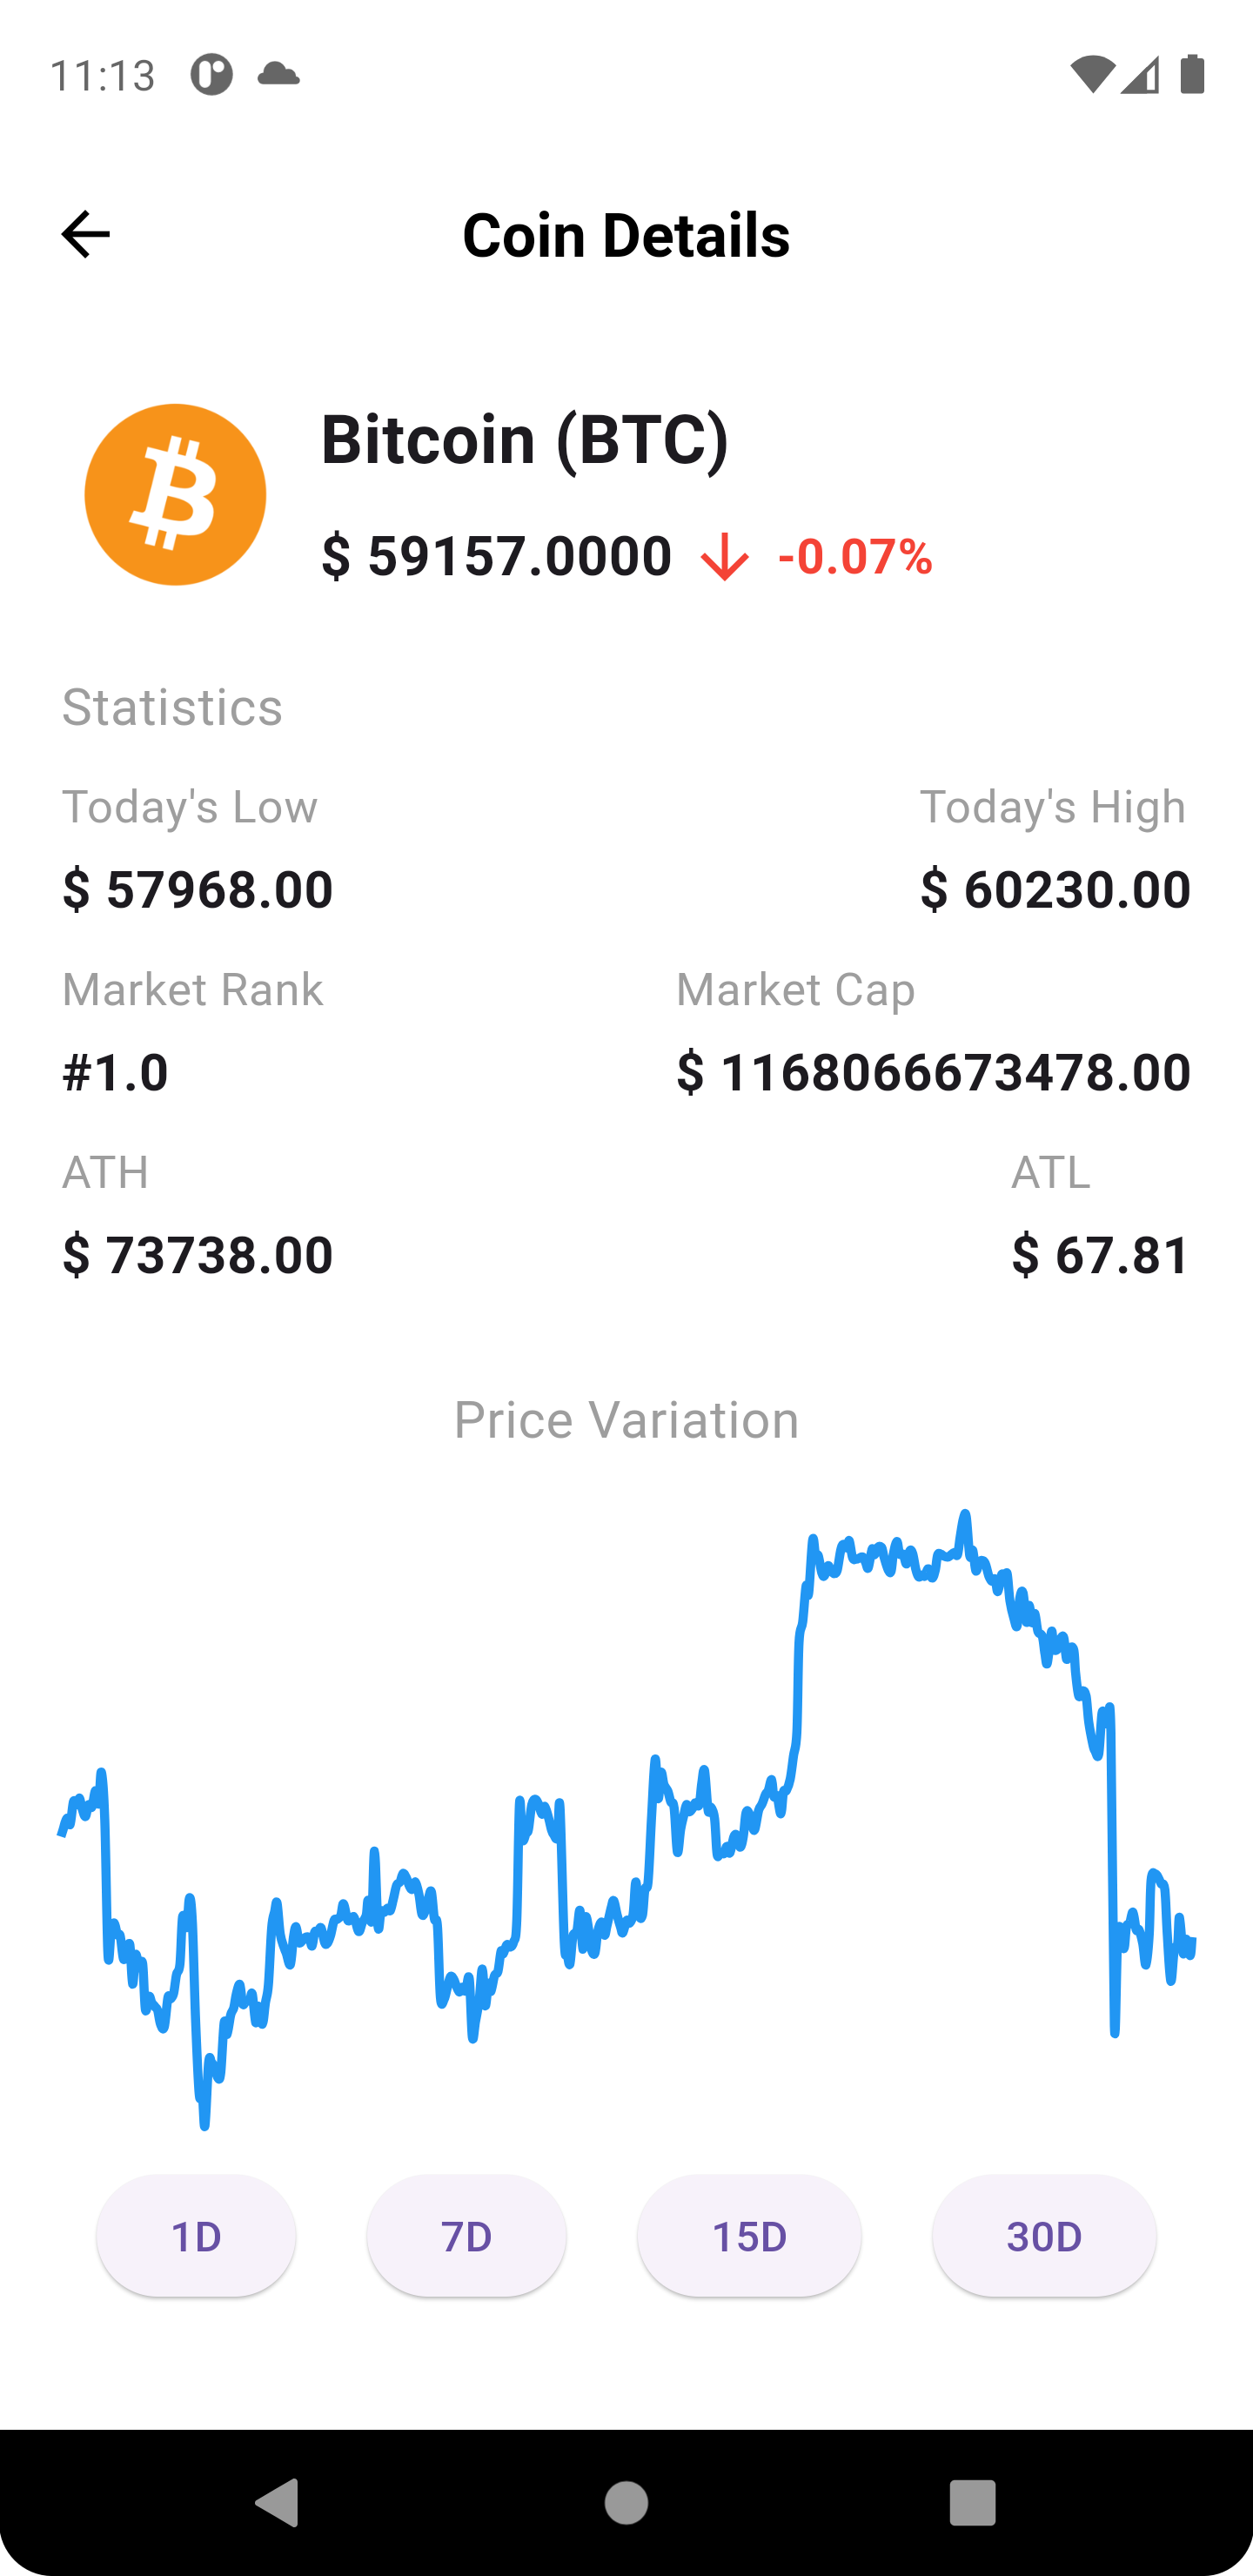 11:13
Coin Details
Bitcoin (BTC)
$ 59157.0000 -0.07%
Statistics
Today's Low Today's High
$ 57968.00 $ 60230.00
Market Rank Market Cap
#1.0 $ 1168066673478.00
ATH ATL
$ 73738.00 $ 67.81
Price Variation
1D 7D 15D 30D